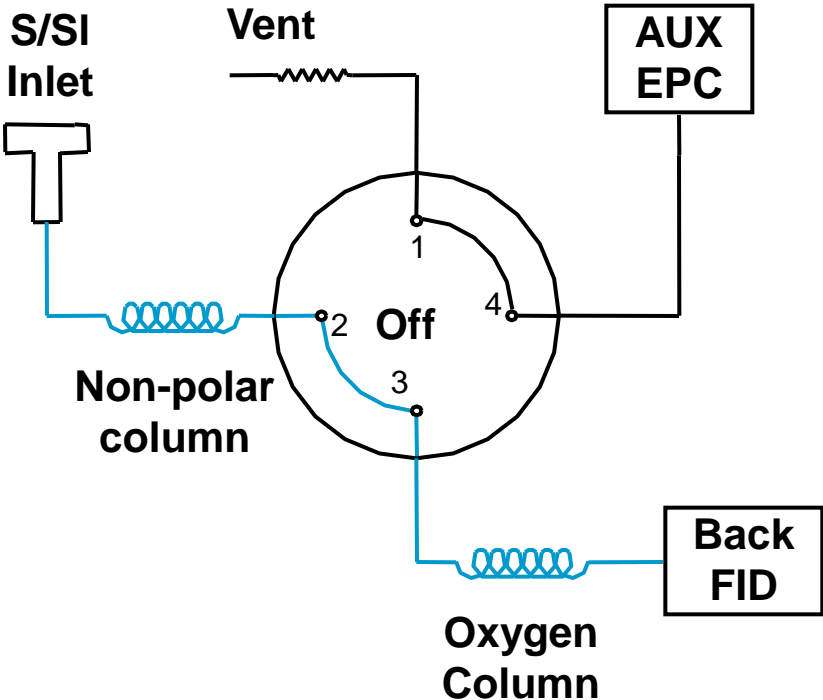 S/SI
Inlet
Vent
AUX
EPC
1
2
Off
4
3
Non-polar
column
Back
FID
Oxygen
Column